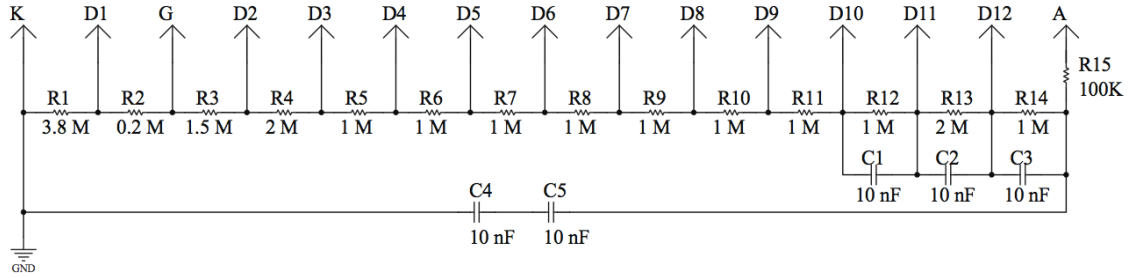 K D1 G D2 D3 D4 D5 D6 D7 D8 D9 D10 D11 D12 A
R15
100K
R1 R2 R3 R4 R5 R6 R7 R8 R9 R10 R11 R12 R13 R14
3.8 M 0.2 M 1.5 M 2 M 1 M 1 M 1 M 1 M 1 M 1 M 1 M 1 M 2 M 1 M
C1 C2 C3
10 nF 10 nF 10 nF
C4 C5
10 nF 10 nF
GND